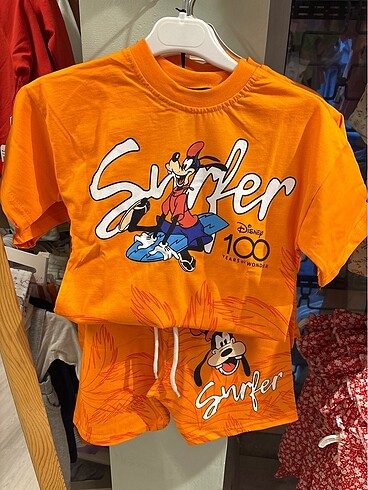 Surfer
Disney
100
YEARS OF WONDER
Surfer